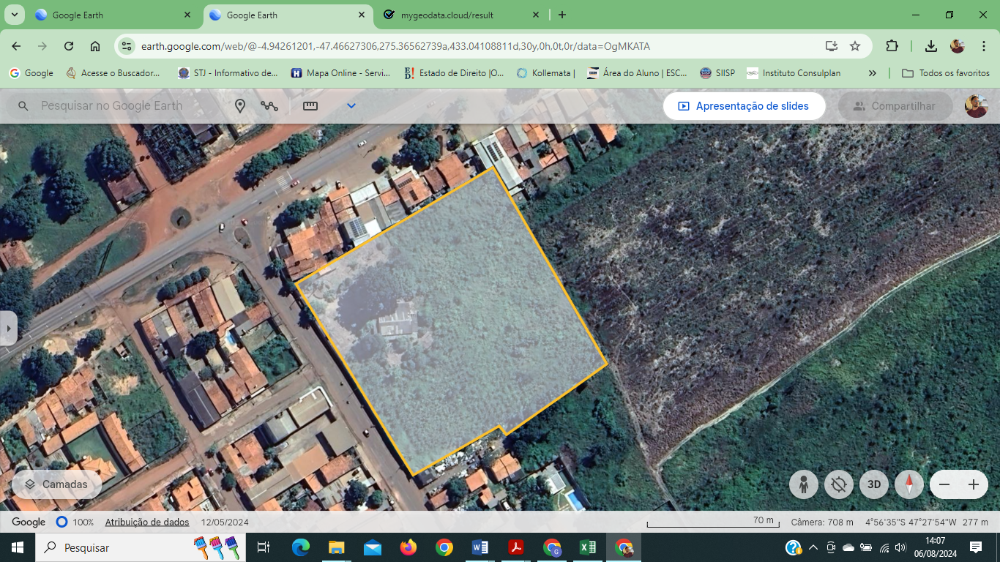 Google Earth
Google Earth
mygeodata.cloud/result
earth.google.com/web/@-4.94261201,-47.46627306,275.36562739a,433.04108811d,30y,0h,0t,0r/data=OgMKATA
Google
Acesse o Buscador...
STJ - Informativo de...
Mapa Online - Servi...
Estado de Direito |O...
Kollemata |
Área do Aluno | ESC...
SIISP
Instituto Consulplan
Todos os favoritos
Pesquisar no Google Earth
Apresentação de slides
Compartilhar
Camadas
3D
Google
100%
Atribuição de dados
12/05/2024
70 m
Câmera: 708 m
4°56'35"S 47°27'54"W
277 m
Pesquisar
14:07
06/08/2024